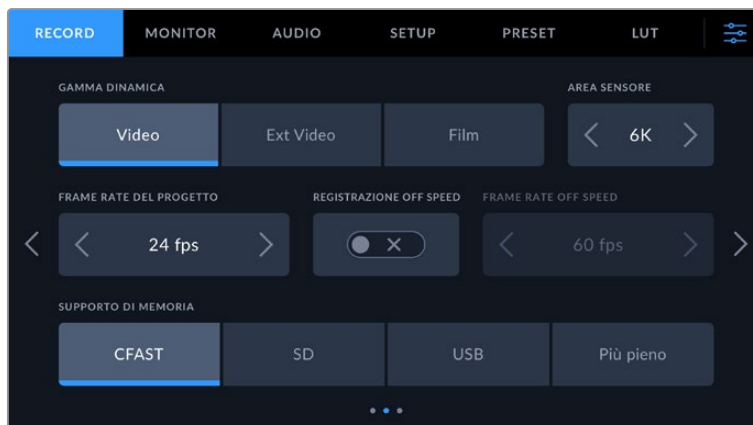 RECORD MONITOR AUDIO SETUP PRESET LUT
GAMMA DINAMICA AREA SENSORE
Video Ext Video Film 6K
FRAME RATE DEL PROGETTO REGISTRAZIONE OFF SPEED FRAME RATE OFF SPEED
24 fps 60 fps
SUPPORTO DI MEMORIA
CFAST SD USB Più pieno